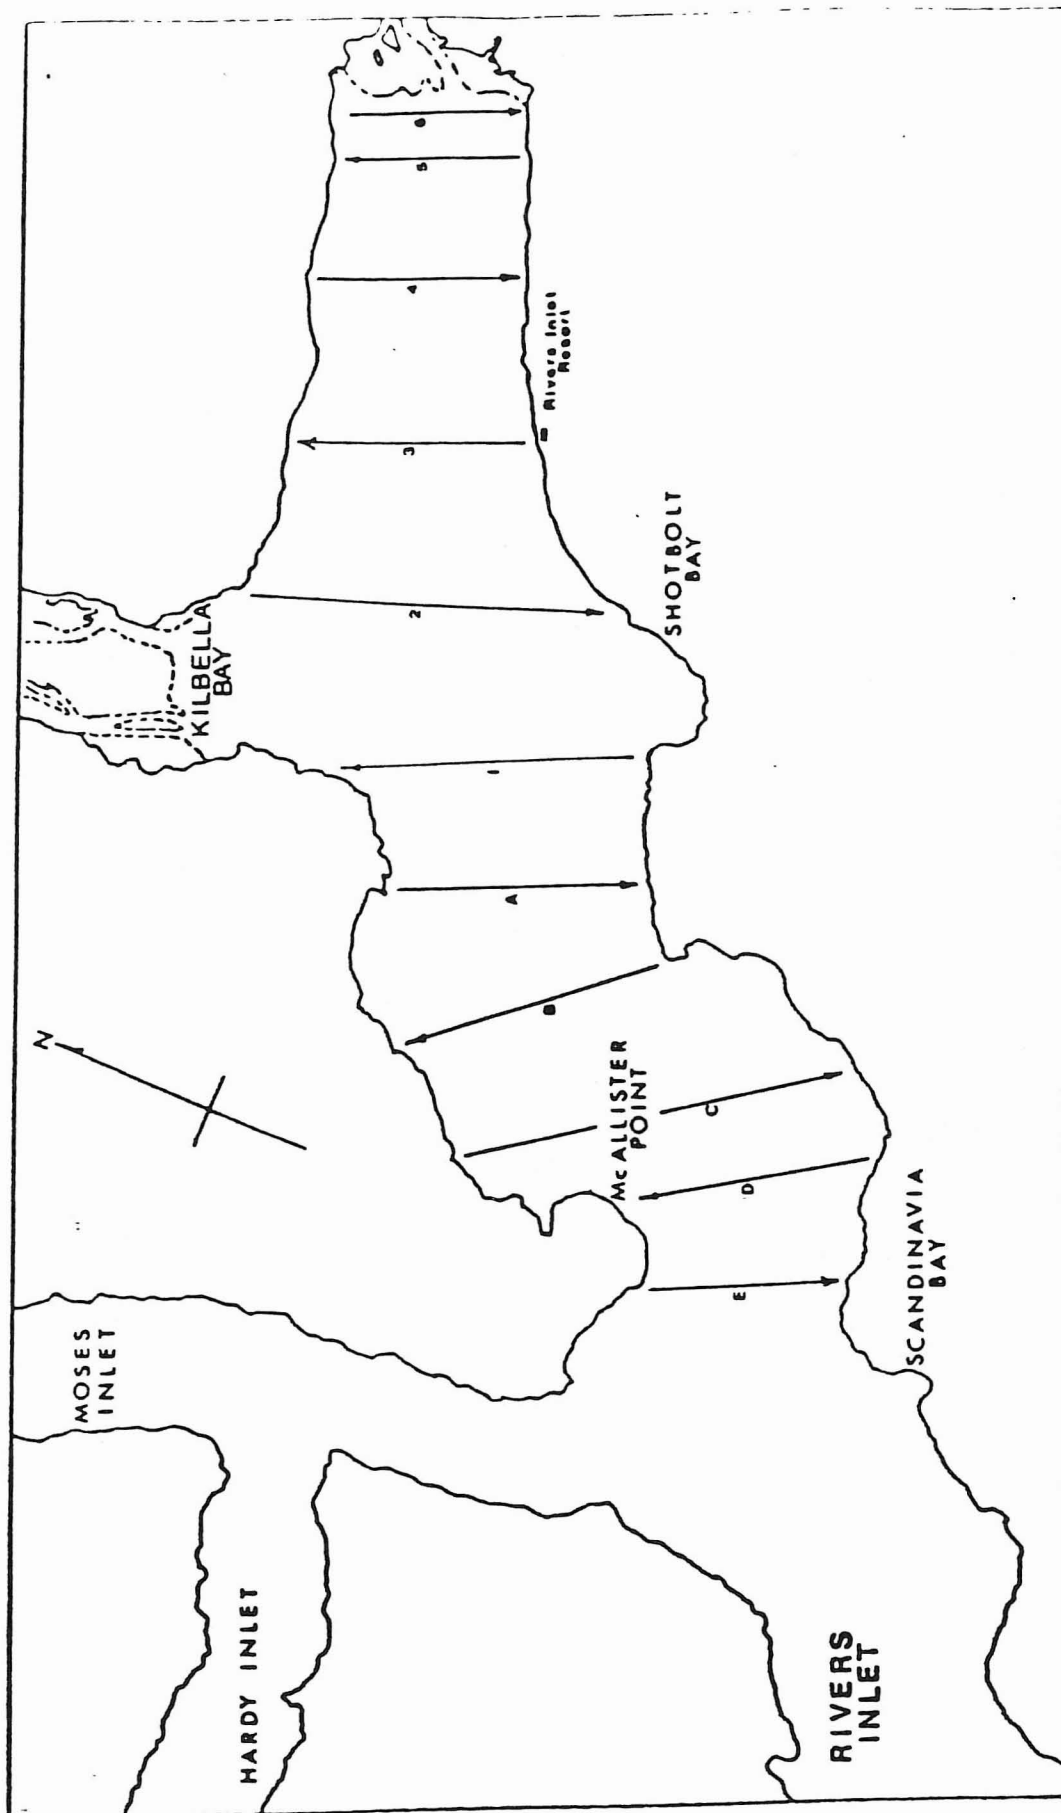 N
MOSES
INLET
HARDY INLET
RIVERS
INLET
KILBELLA
BAY
McALLISTER
POINT
SCANDINAVIA
BAY
SHOTBOLT
BAY
Rivers Inlet
Resort
E
D
C
B
A
1
2
3
4
5
6